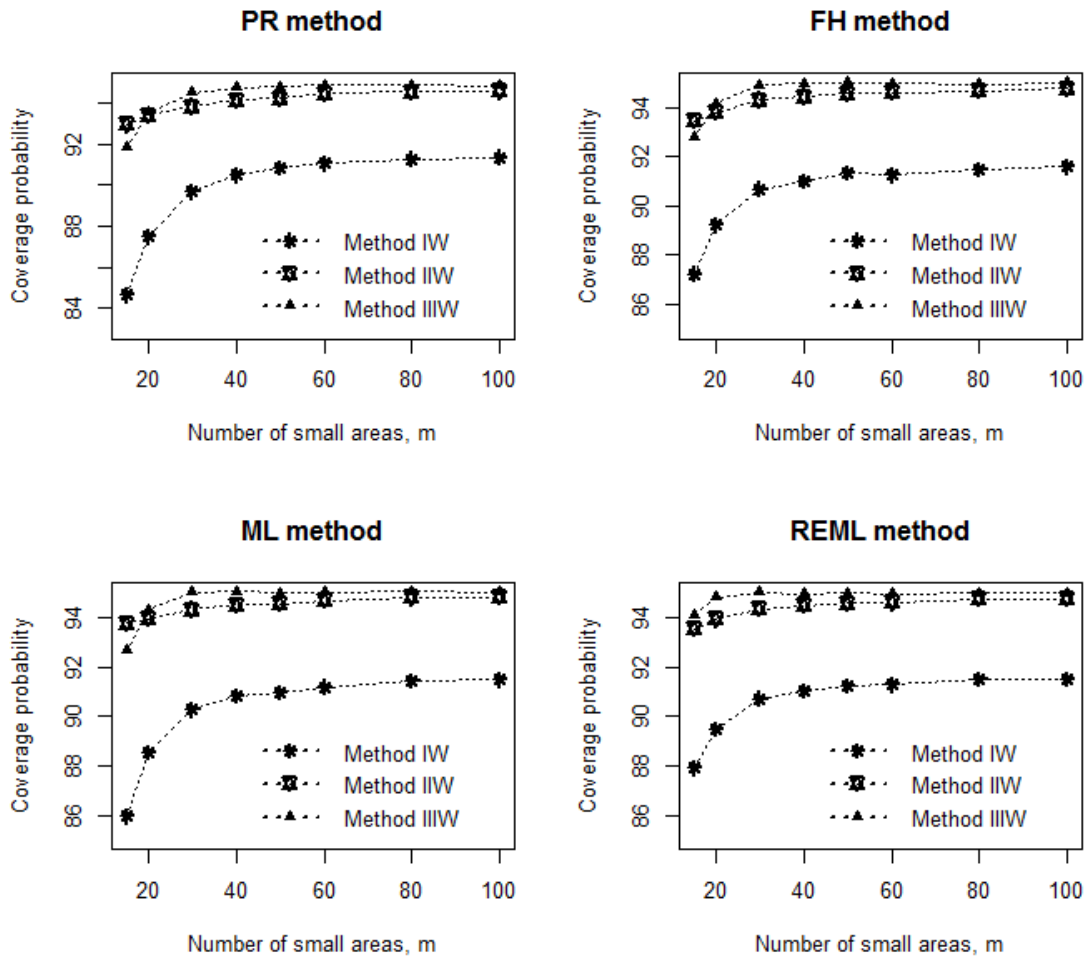 PR method
Coverage probability
92
88
84
Method IW
Method IIW
Method IIIW
20 40 60 80 100
Number of small areas, m
FH method
Coverage probability
94
92
90
88
86
Method IW
Method IIW
Method IIIW
20 40 60 80 100
Number of small areas, m
ML method
Coverage probability
94
92
90
88
86
Method IW
Method IIW
Method IIIW
20 40 60 80 100
Number of small areas, m
REML method
Coverage probability
94
92
90
88
86
Method IW
Method IIW
Method IIIW
20 40 60 80 100
Number of small areas, m